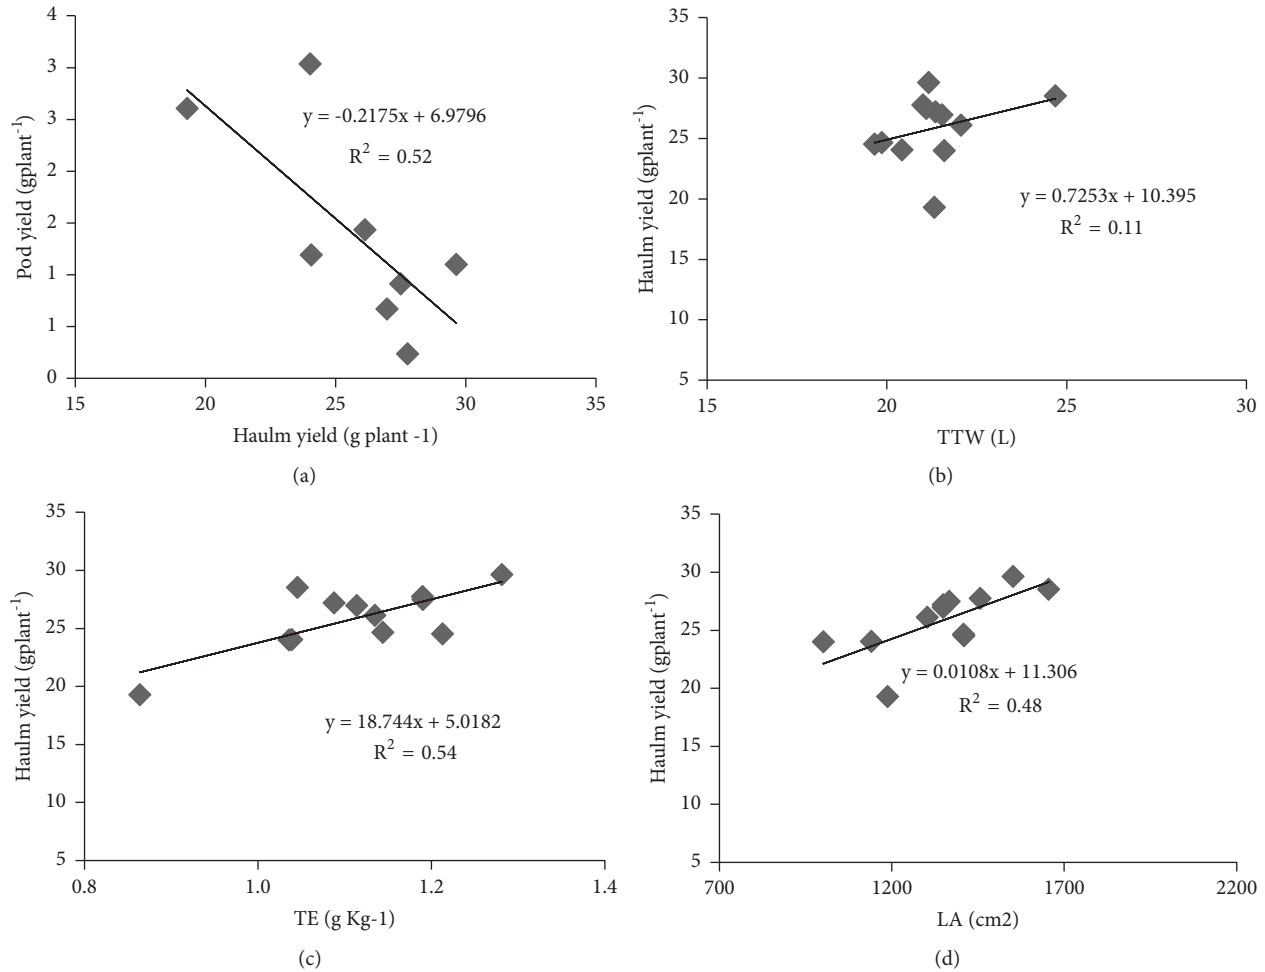 4
3
3
2
2
1
1
0
Pod yield (gplant⁻¹)
y = -0.2175x + 6.9796
R² = 0.52
15 20 25 30 35
Haulm yield (g plant -1)
(a)
35
30
25
20
15
10
5
Haulm yield (gplant⁻¹)
y = 0.7253x + 10.395
R² = 0.11
15 20 25 30
TTW (L)
(b)
35
30
25
20
15
10
5
Haulm yield (gplant⁻¹)
y = 18.744x + 5.0182
R² = 0.54
0.8 1.0 1.2 1.4
TE (g Kg-1)
(c)
35
30
25
20
15
10
5
Haulm yield (gplant⁻¹)
y = 0.0108x + 11.306
R² = 0.48
700 1200 1700 2200
LA (cm2)
(d)